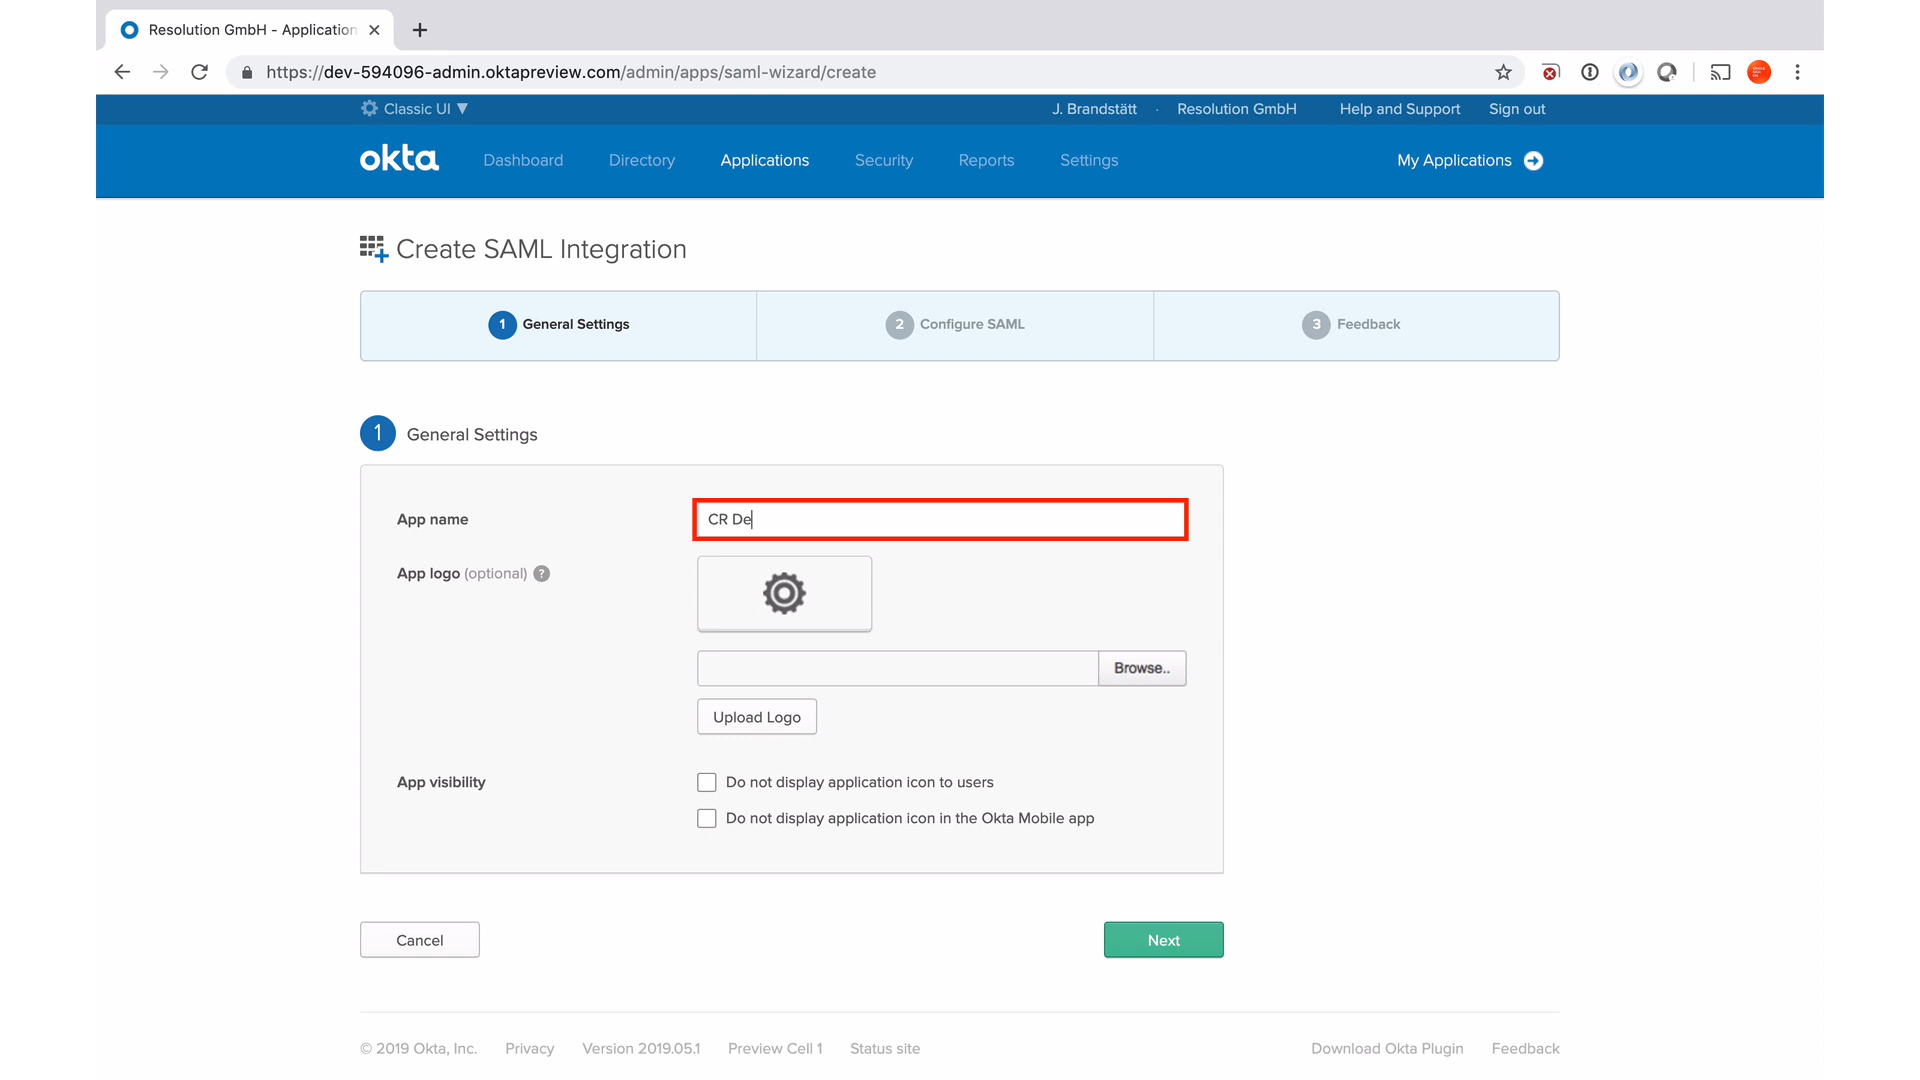 Resolution GmbH - Application
https://dev-594096-admin.oktapreview.com/admin/apps/saml-wizard/create
Classic UI ▼ J. Brandstätt · Resolution GmbH Help and Support Sign out
okta Dashboard Directory Applications Security Reports Settings My Applications
Create SAML Integration
1 General Settings 2 Configure SAML 3 Feedback
1 General Settings
App name CR De
App logo (optional) ?
Browse..
Upload Logo
App visibility Do not display application icon to users
Do not display application icon in the Okta Mobile app
Cancel Next
© 2019 Okta, Inc. Privacy Version 2019.05.1 Preview Cell 1 Status site Download Okta Plugin Feedback